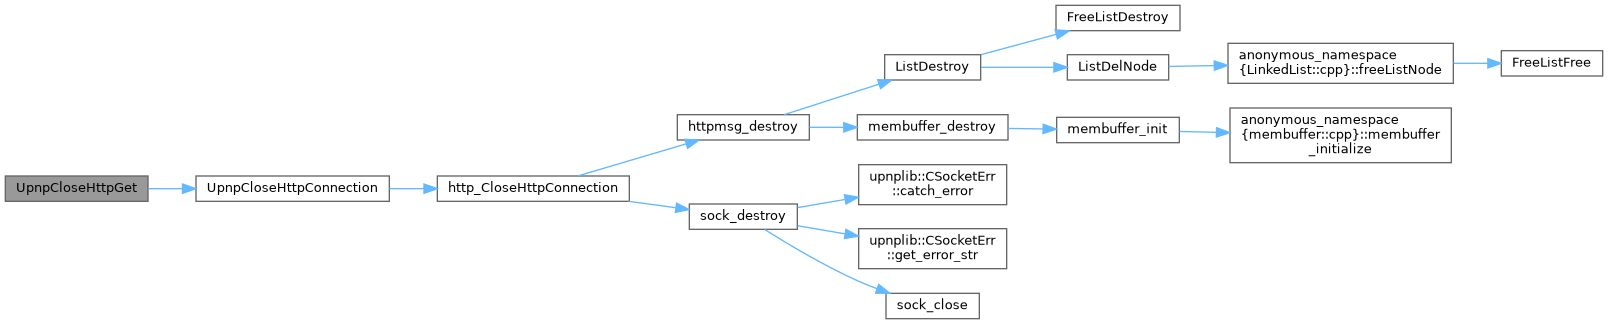 UpnpCloseHttpGet
UpnpCloseHttpConnection
http_CloseHttpConnection
httpmsg_destroy
ListDestroy
FreeListDestroy
ListDelNode
anonymous_namespace
{LinkedList::cpp}::freeListNode
FreeListFree
membuffer_destroy
membuffer_init
anonymous_namespace
{membuffer::cpp}::membuffer
_initialize
sock_destroy
upnplib::CSocketErr
::catch_error
upnplib::CSocketErr
::get_error_str
sock_close